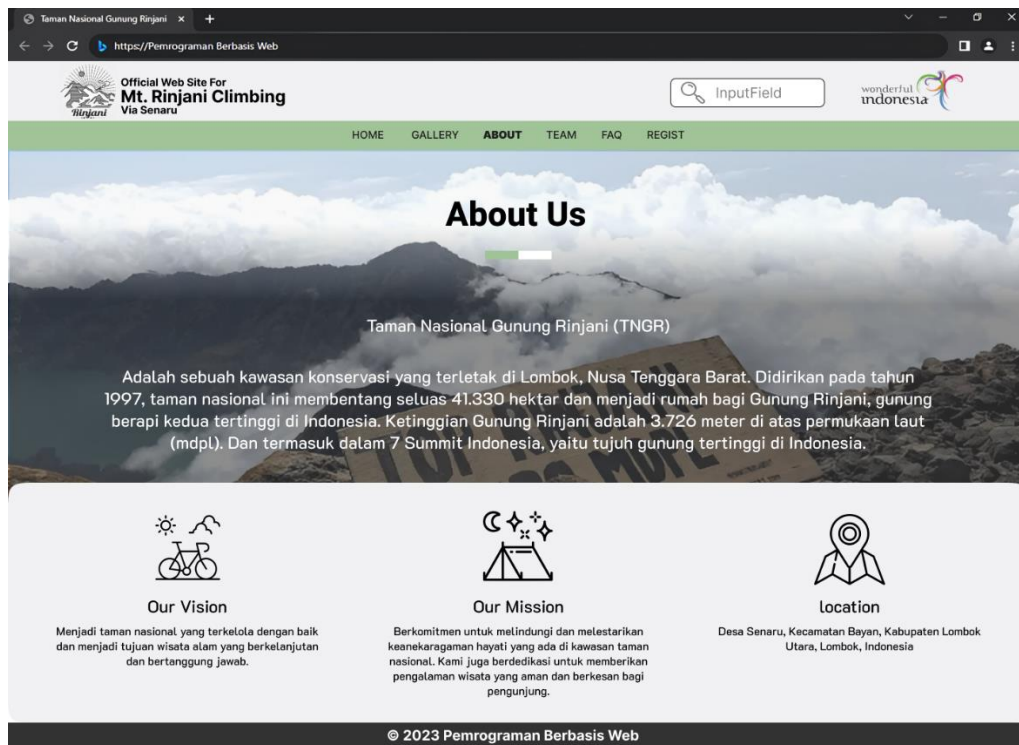 Taman Nasional Gunung Rinjani
https://Pemrograman Berbasis Web
Rinjani
Official Web Site For
Mt. Rinjani Climbing
Via Senaru
InputField
wonderful
indonesia
HOME GALLERY ABOUT TEAM FAQ REGIST
About Us
Taman Nasional Gunung Rinjani (TNGR)
Adalah sebuah kawasan konservasi yang terletak di Lombok, Nusa Tenggara Barat. Didirikan pada tahun
1997, taman nasional ini membentang seluas 41.330 hektar dan menjadi rumah bagi Gunung Rinjani, gunung
berapi kedua tertinggi di Indonesia. Ketinggian Gunung Rinjani adalah 3.726 meter di atas permukaan laut
(mdpl). Dan termasuk dalam 7 Summit Indonesia, yaitu tujuh gunung tertinggi di Indonesia.
TOP RINJANI
Our Vision
Menjadi taman nasional yang terkelola dengan baik
dan menjadi tujuan wisata alam yang berkelanjutan
dan bertanggung jawab.
Our Mission
Berkomitmen untuk melindungi dan melestarikan
keanekaragaman hayati yang ada di kawasan taman
nasional. Kami juga berdedikasi untuk memberikan
pengalaman wisata yang aman dan berkesan bagi
pengunjung.
location
Desa Senaru, Kecamatan Bayan, Kabupaten Lombok
Utara, Lombok, Indonesia
© 2023 Pemrograman Berbasis Web